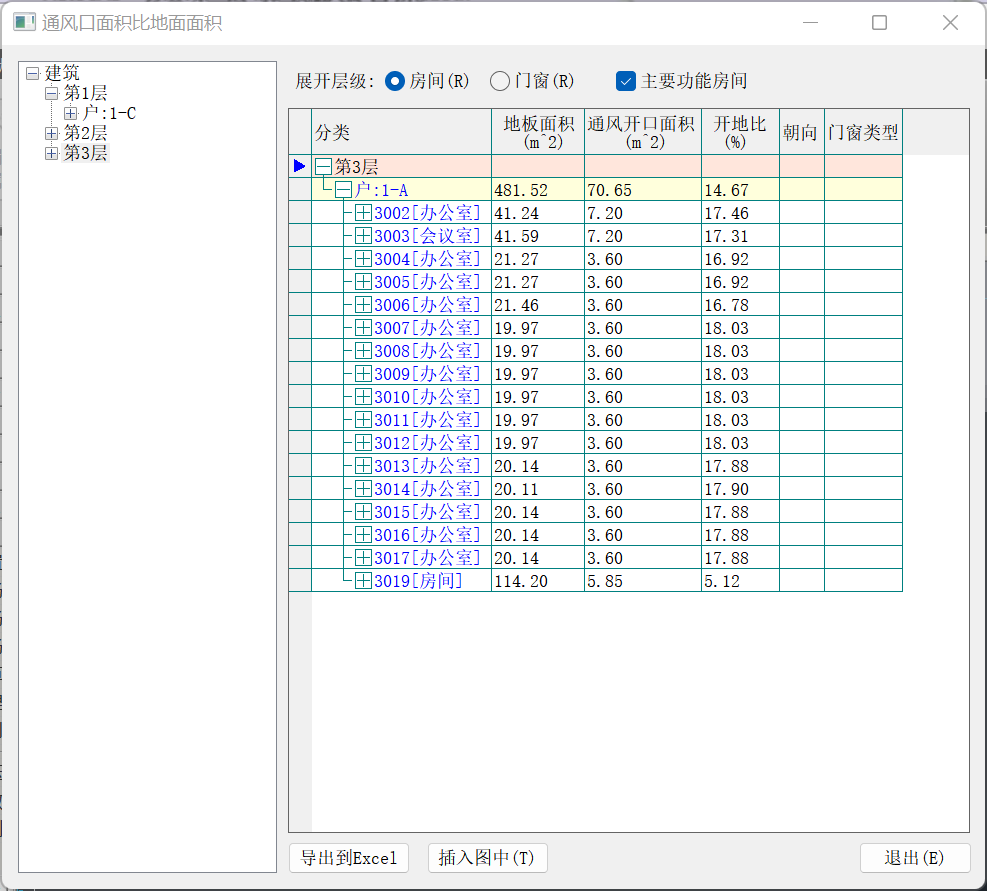 通风口面积比地面面积
建筑
第1层
户:1-C
第2层
第3层
展开层级: 房间(R) 门窗(R) 主要功能房间
分类 地板面积(m^2) 通风开口面积(m^2) 开地比(%) 朝向 门窗类型
第3层
户:1-A 481.52 70.65 14.67
3002[办公室] 41.24 7.20 17.46
3003[会议室] 41.59 7.20 17.31
3004[办公室] 21.27 3.60 16.92
3005[办公室] 21.27 3.60 16.92
3006[办公室] 21.46 3.60 16.78
3007[办公室] 19.97 3.60 18.03
3008[办公室] 19.97 3.60 18.03
3009[办公室] 19.97 3.60 18.03
3010[办公室] 19.97 3.60 18.03
3011[办公室] 19.97 3.60 18.03
3012[办公室] 19.97 3.60 18.03
3013[办公室] 20.14 3.60 17.88
3014[办公室] 20.11 3.60 17.90
3015[办公室] 20.14 3.60 17.88
3016[办公室] 20.14 3.60 17.88
3017[办公室] 20.14 3.60 17.88
3019[房间] 114.20 5.85 5.12
导出到Excel 插入图中(T) 退出(E)